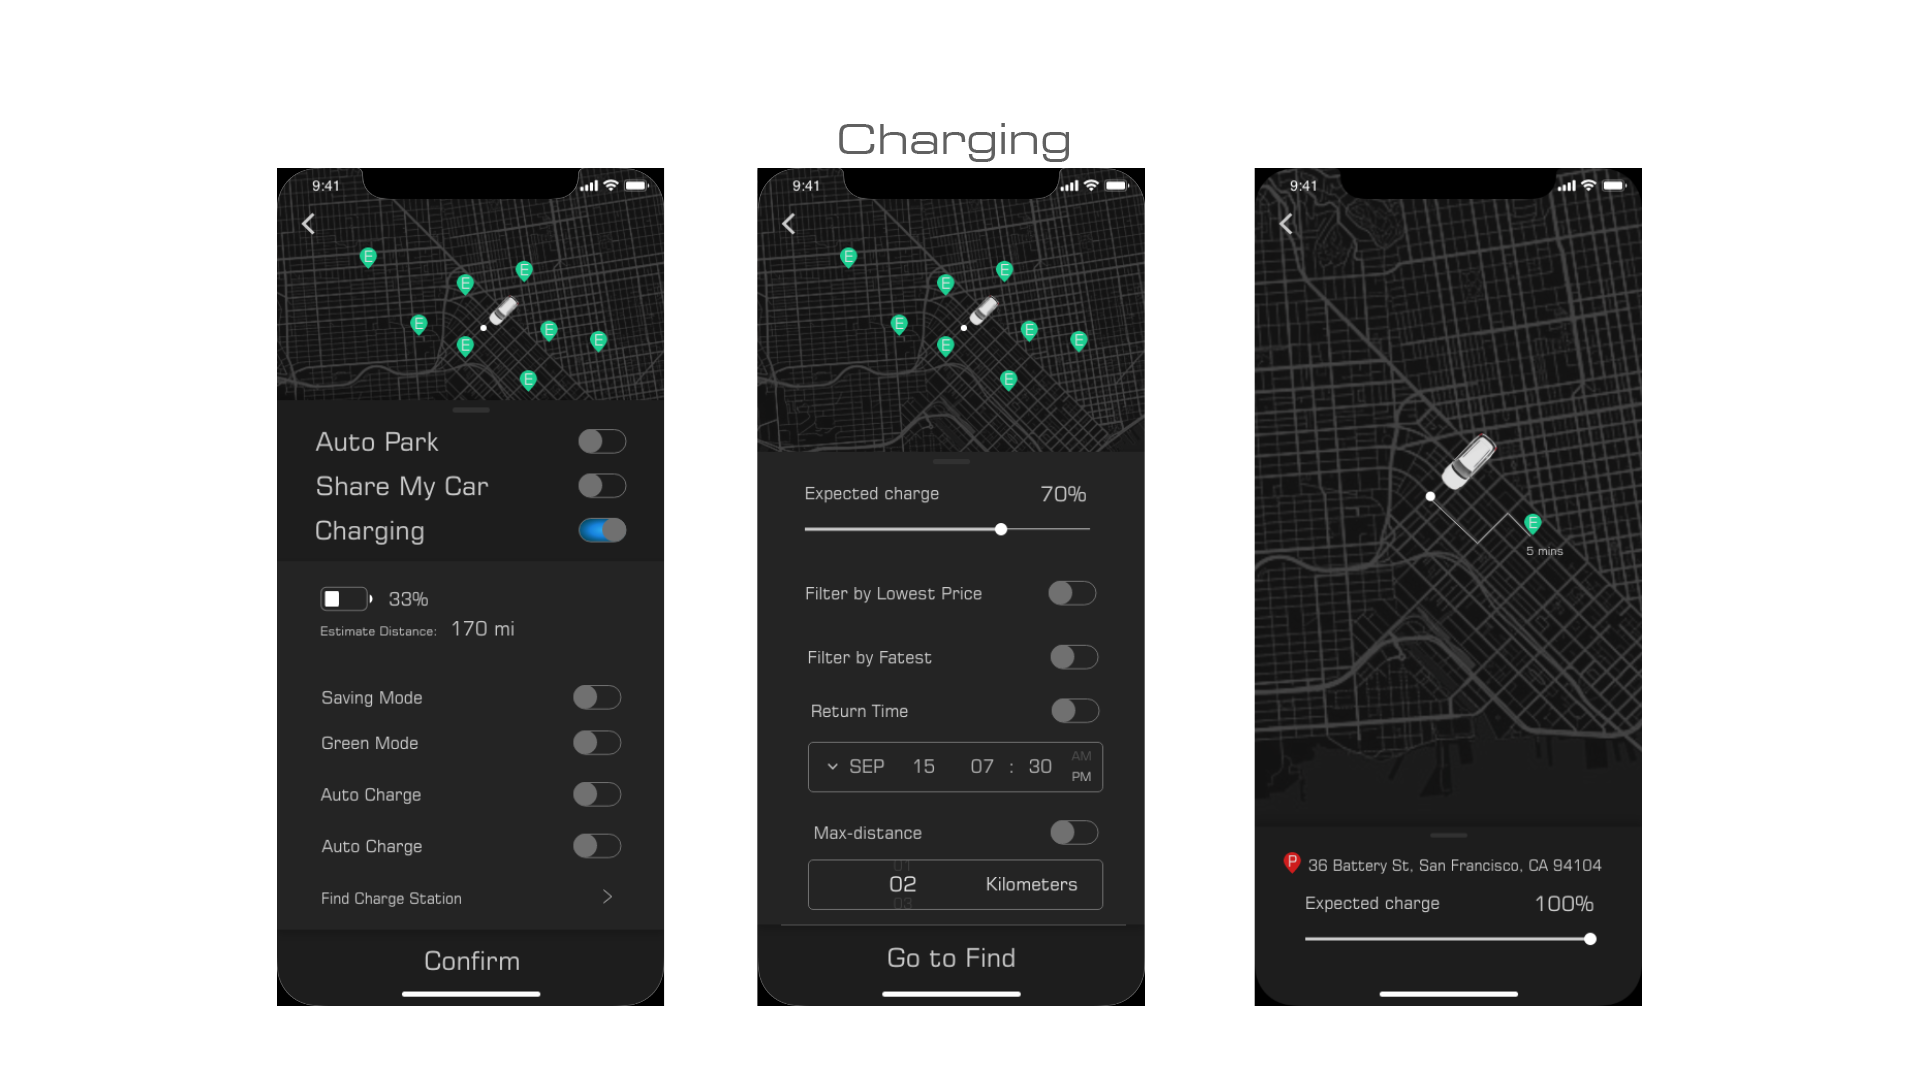 Charging
9:41
E
E
E
E
E
E
E
E
Auto Park
Share My Car
Charging
33%
Estimate Distance: 170 mi
Saving Mode
Green Mode
Auto Charge
Auto Charge
Find Charge Station
Confirm
9:41
E
E
E
E
E
E
E
E
Expected charge 70%
Filter by Lowest Price
Filter by Fatest
Return Time
AM
SEP 15 07 : 30
PM
Max-distance
01
02 Kilometers
03
Go to Find
9:41
E
5 mins
P 36 Battery St, San Francisco, CA 94104
Expected charge 100%